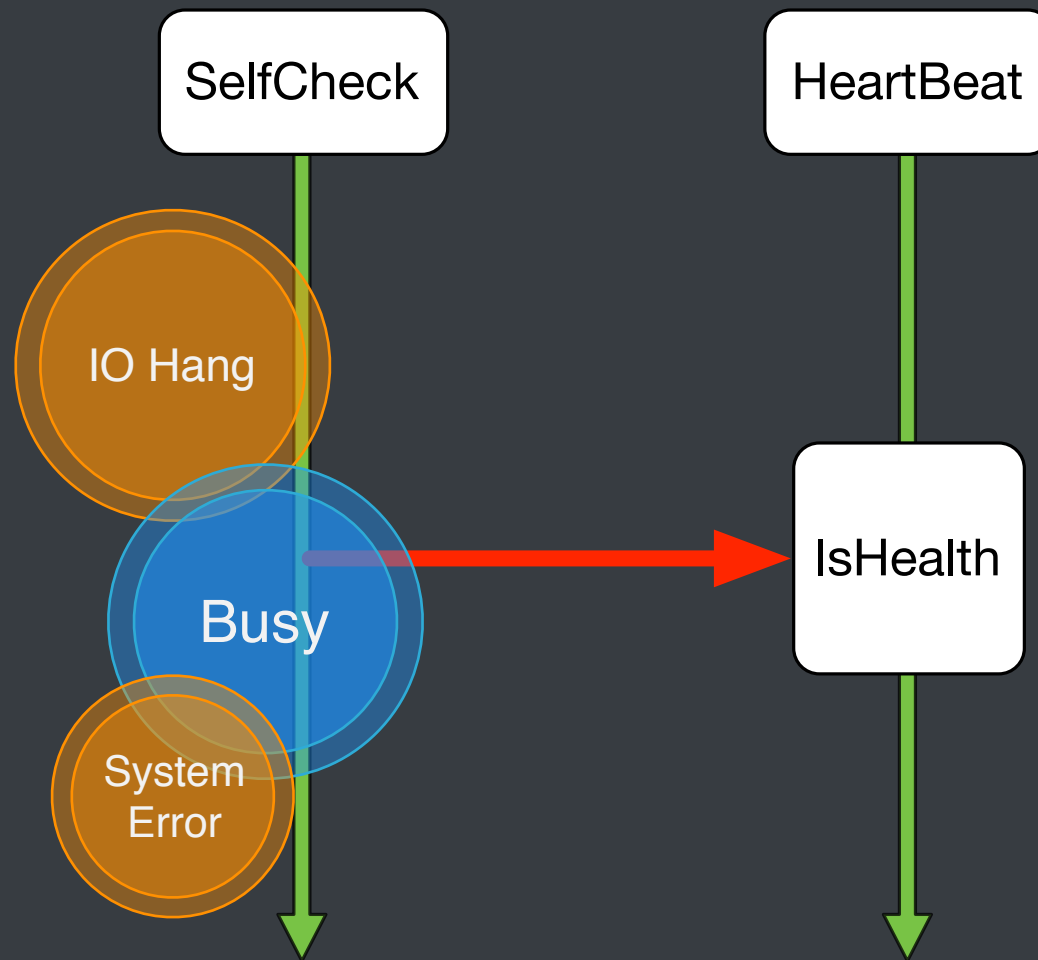 SelfCheck
HeartBeat
IO Hang
IsHealth
Busy
System
Error